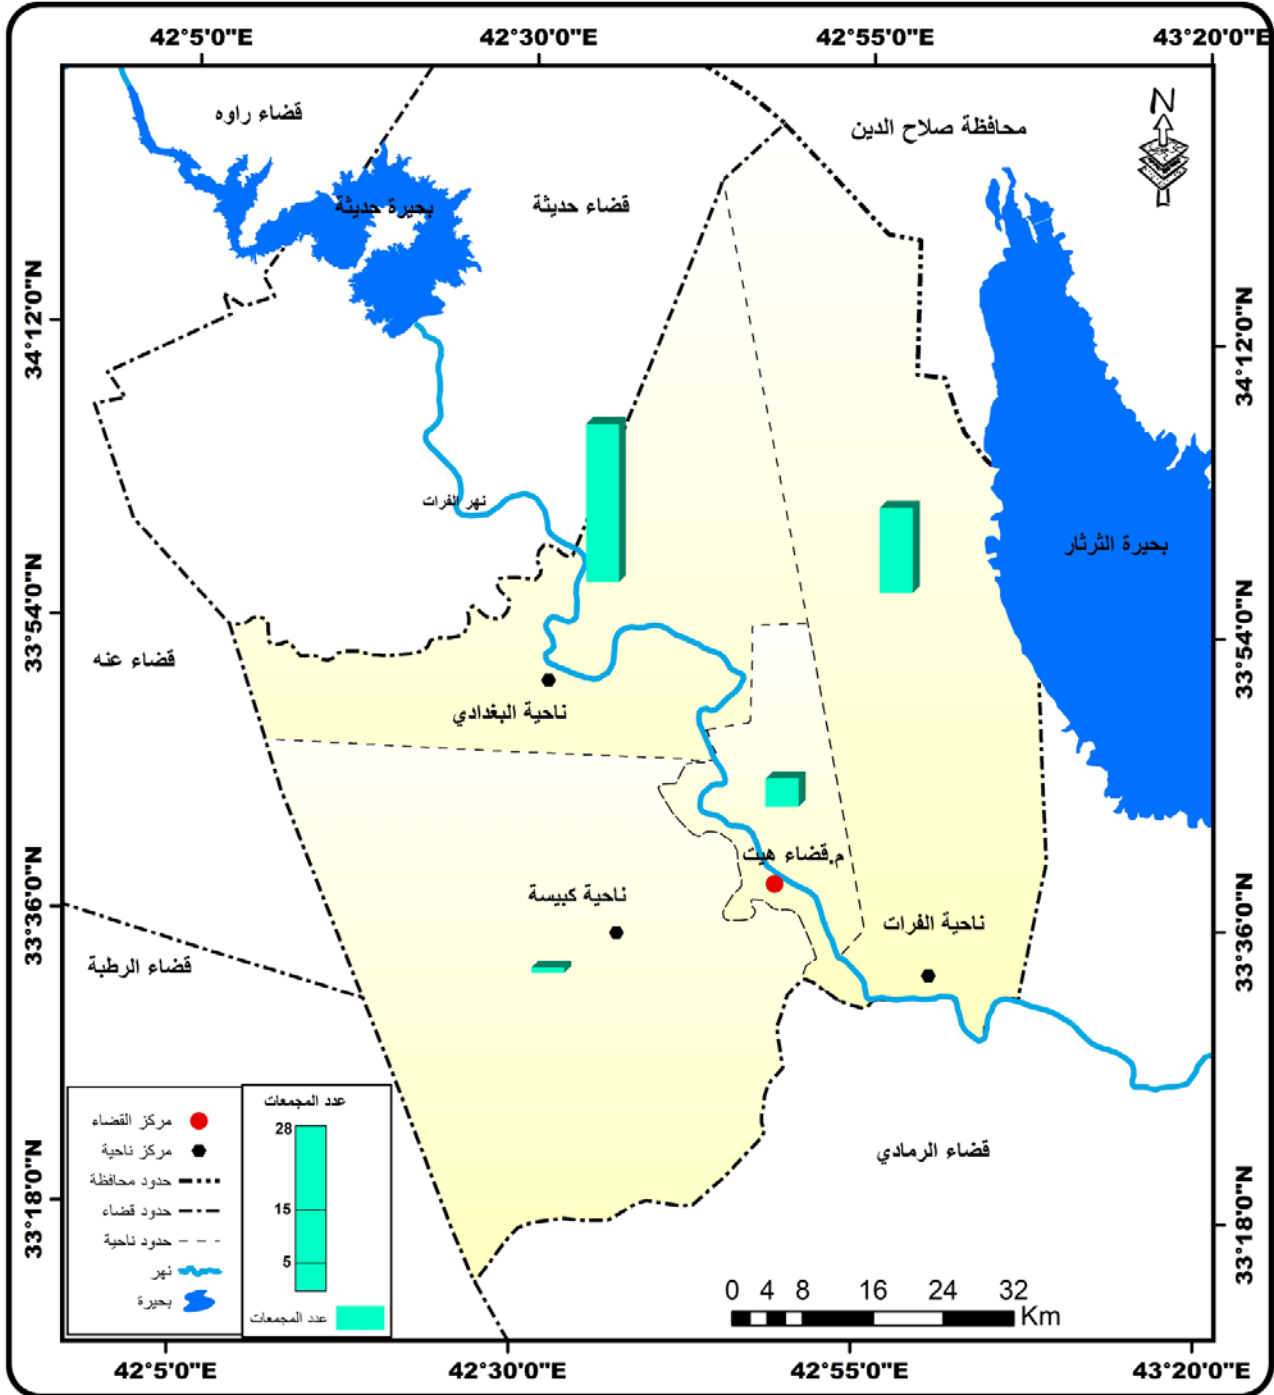 42°5'0"E
42°30'0"E
42°55'0"E
43°20'0"E
N
قضاء راوه
محافظة صلاح الدين
بحيرة حديثة
قضاء حديثة
34°12'0"N
34°12'0"N
نهر الفرات
بحيرة الثرثار
33°54'0"N
33°54'0"N
قضاء عنه
ناحية البغدادي
م.قضاء هيت
ناحية كبيسة
ناحية الفرات
33°36'0"N
33°36'0"N
قضاء الرطبة
قضاء الرمادي
33°18'0"N
33°18'0"N
مركز القضاء
مركز ناحية
حدود محافظة
حدود قضاء
حدود ناحية
نهر
بحيرة
عدد المجمعات
28
15
5
عدد المجمعات
0 4 8 16 24 32
Km
42°5'0"E
42°30'0"E
42°55'0"E
43°20'0"E